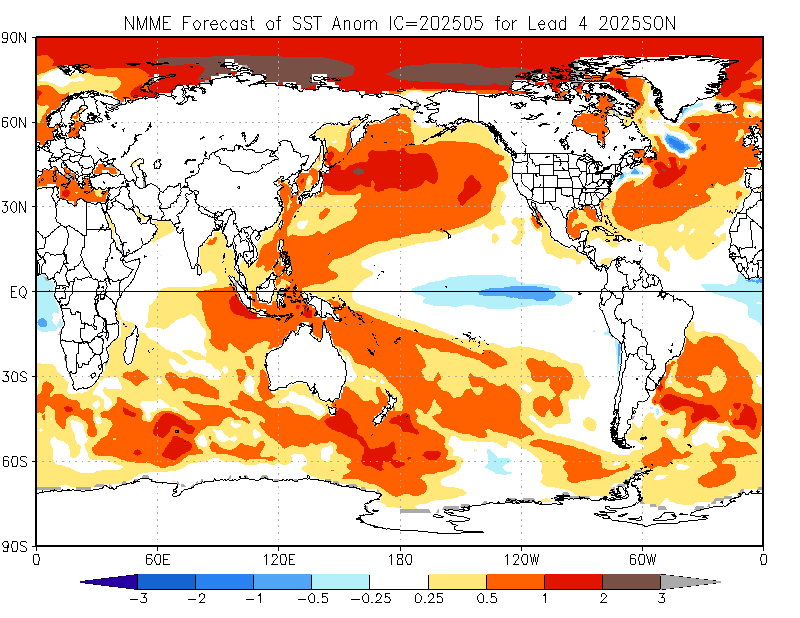 NMME Forecast of SST Anom IC=202505 for Lead 4 2025SON
90N
60N
30N
EQ
30S
60S
90S
0 60E 120E 180 120W 60W 0
-3 -2 -1 -0.5 -0.25 0.25 0.5 1 2 3